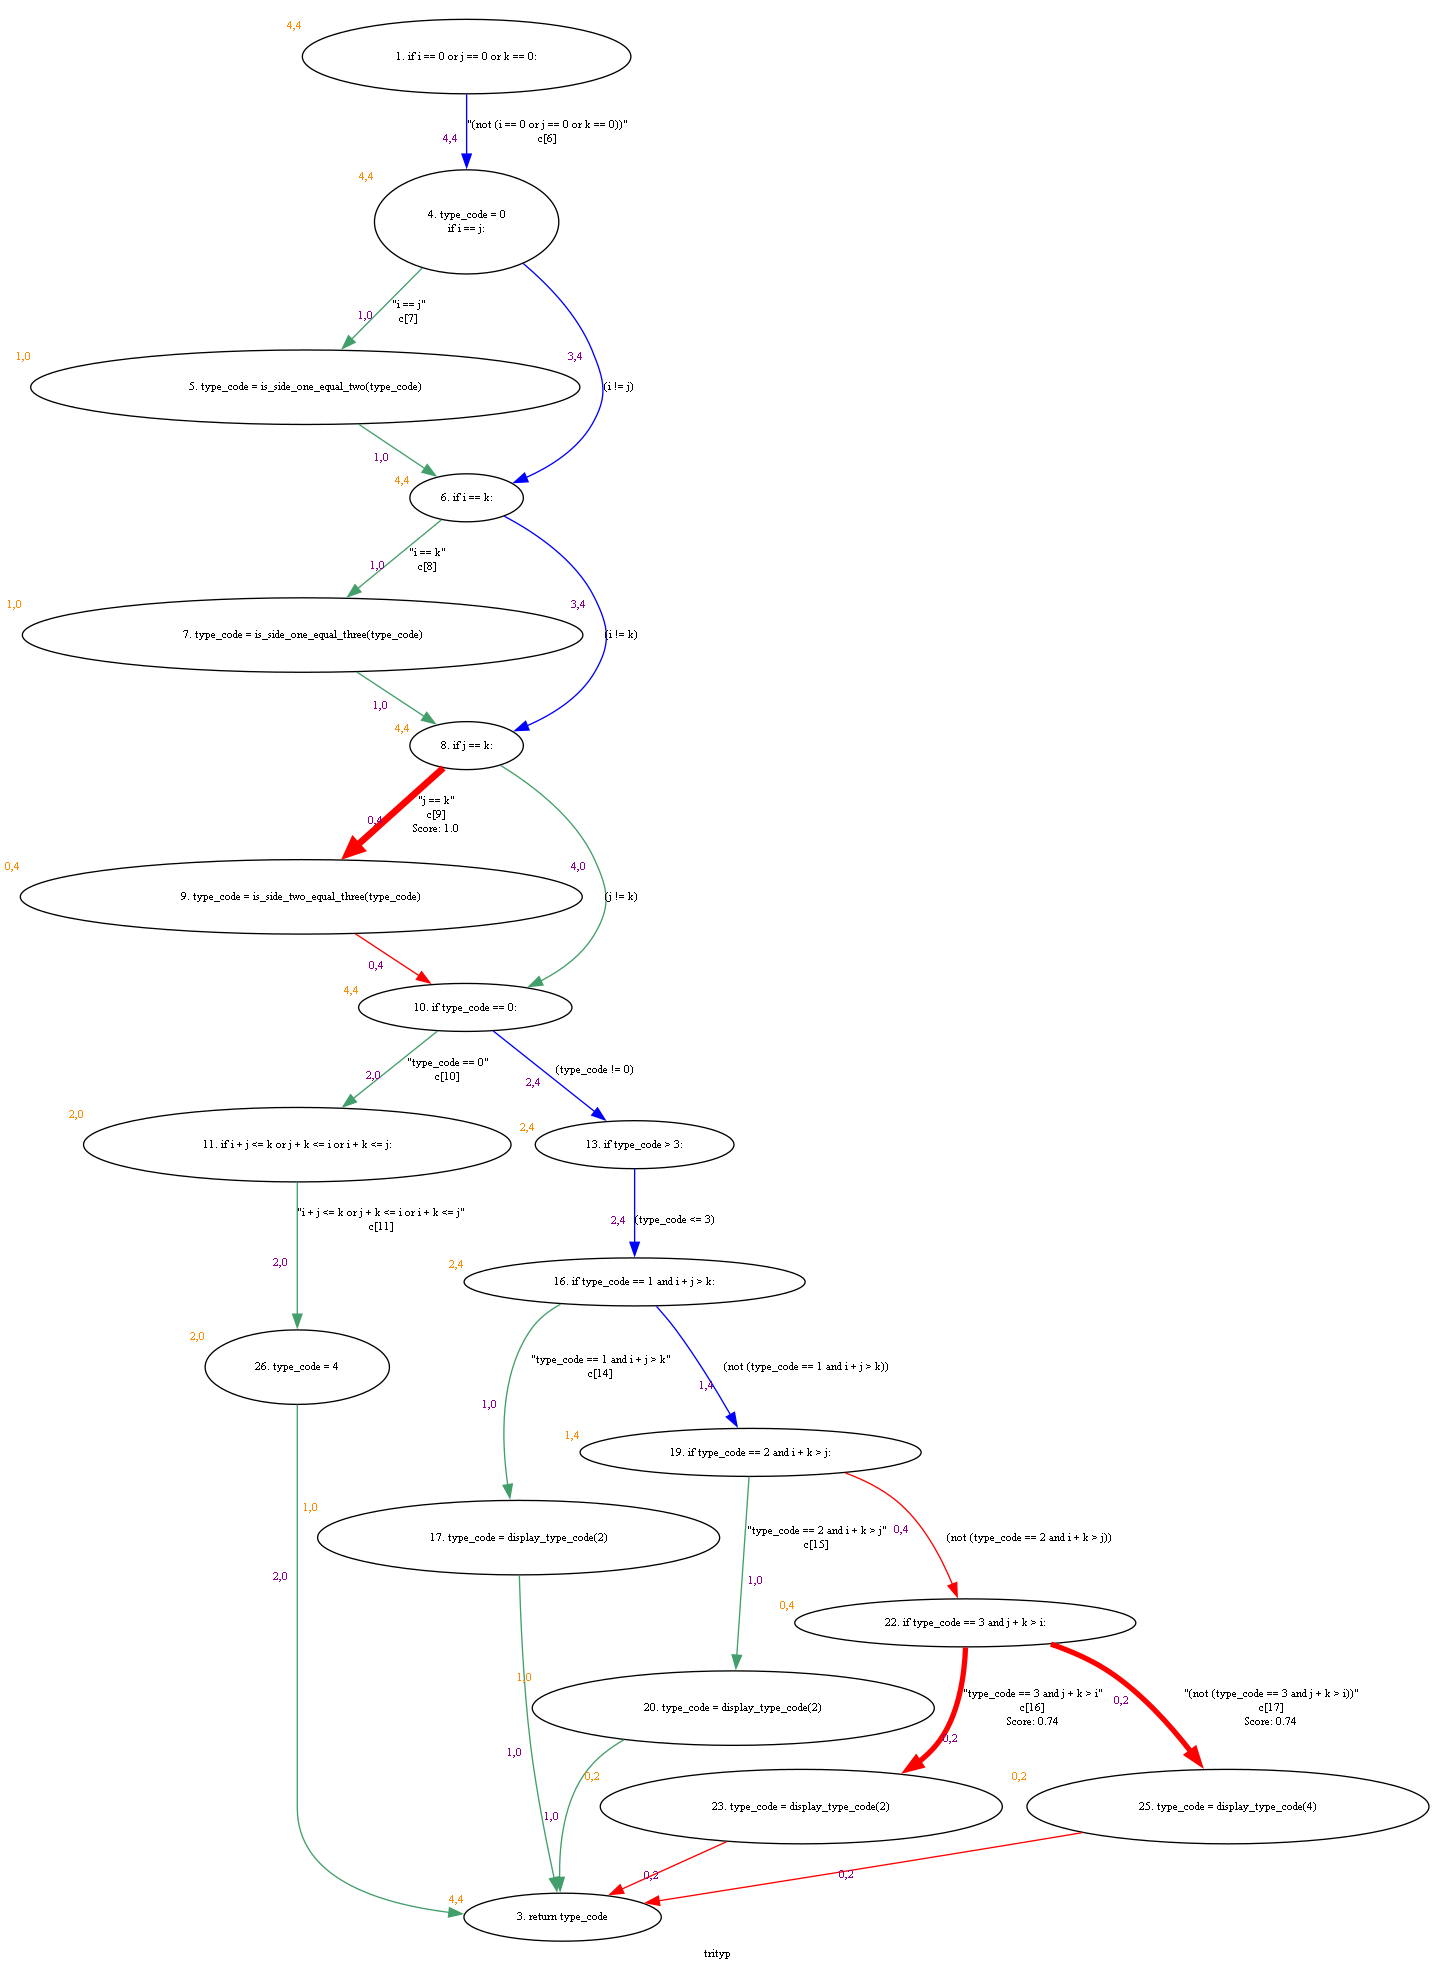 4,4
1. if i == 0 or j == 0 or k == 0:
"(not (i == 0 or j == 0 or k == 0))"
c[6]
4,4
4,4
4. type_code = 0
if i == j:
"i == j"
c[7]
1,0
1,0
3,4
5. type_code = is_side_one_equal_two(type_code)
(i != j)
1,0
4,4
6. if i == k:
"i == k"
c[8]
1,0
1,0
3,4
7. type_code = is_side_one_equal_three(type_code)
(i != k)
1,0
4,4
8. if j == k:
"j == k"
c[9]
Score: 1.0
0,4
0,4
4,0
9. type_code = is_side_two_equal_three(type_code)
(j != k)
0,4
4,4
10. if type_code == 0:
"type_code == 0"
c[10]
2,0
(type_code != 0)
2,4
2,0
2,4
11. if i + j <= k or j + k <= i or i + k <= j:
13. if type_code > 3:
"i + j <= k or j + k <= i or i + k <= j"
c[11]
2,0
2,4
(type_code <= 3)
2,4
16. if type_code == 1 and i + j > k:
2,0
26. type_code = 4
"type_code == 1 and i + j > k"
c[14]
1,0
(not (type_code == 1 and i + j > k))
1,4
1,4
19. if type_code == 2 and i + k > j:
1,0
17. type_code = display_type_code(2)
2,0
"type_code == 2 and i + k > j"
c[15]
1,0
0,4
(not (type_code == 2 and i + k > j))
0,4
22. if type_code == 3 and j + k > i:
1,0
20. type_code = display_type_code(2)
"type_code == 3 and j + k > i"
c[16]
Score: 0.74
0,2
0,2
"(not (type_code == 3 and j + k > i))"
c[17]
Score: 0.74
1,0
0,2
23. type_code = display_type_code(2)
0,2
25. type_code = display_type_code(4)
1,0
0,2
0,2
4,4
3. return type_code
trityp